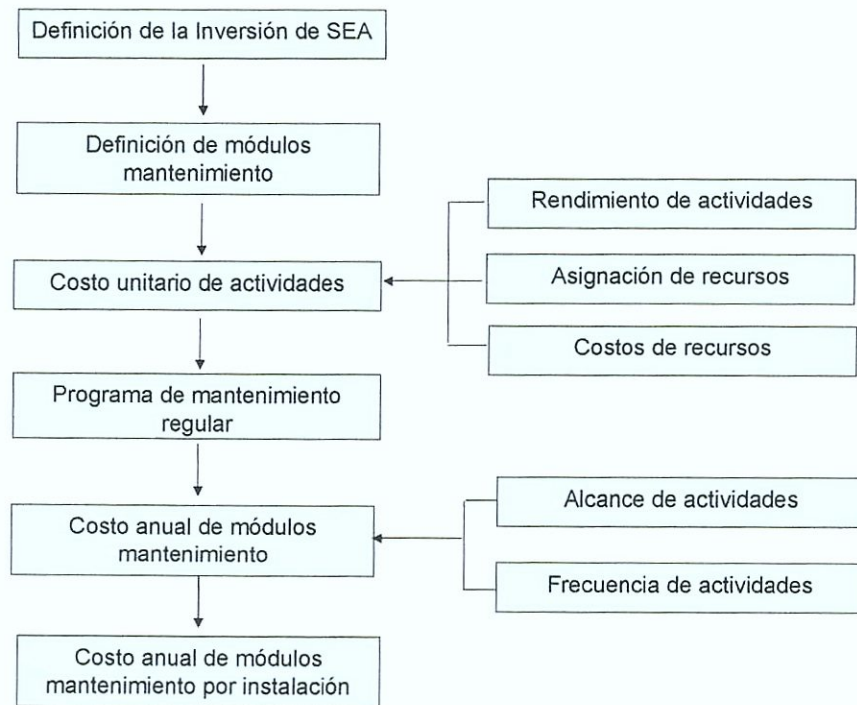 Definición de la Inversión de SEA
Definición de módulos
mantenimiento
Rendimiento de actividades
Costo unitario de actividades
Asignación de recursos
Costos de recursos
Programa de mantenimiento
regular
Alcance de actividades
Costo anual de módulos
mantenimiento
Frecuencia de actividades
Costo anual de módulos
mantenimiento por instalación